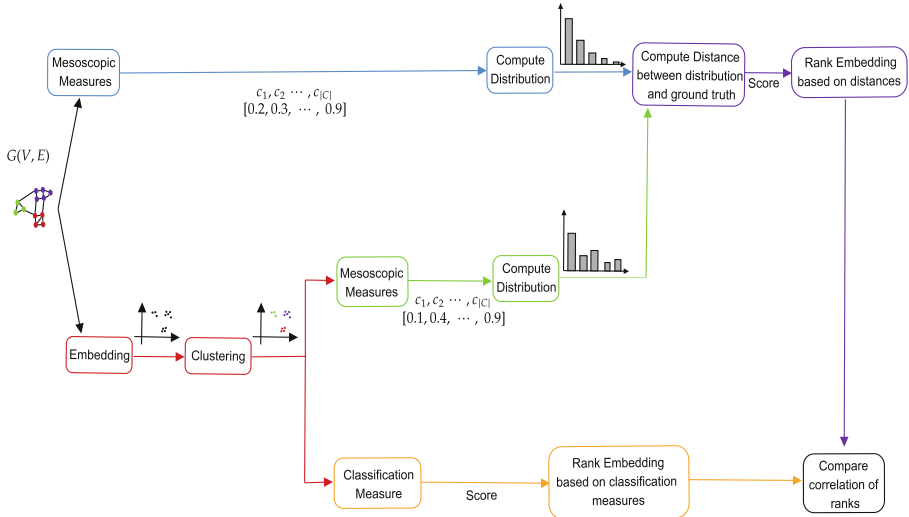 Mesoscopic
Measures
c₁, c₂ ⋯ , c|C|
[0.2, 0.3, ⋯ , 0.9]
Compute
Distribution
Compute Distance
between distribution
and ground truth
Score
Rank Embedding
based on distances
G(V, E)
Embedding
Clustering
Mesoscopic
Measures
c₁, c₂ ⋯ , c|C|
[0.1, 0.4, ⋯ , 0.9]
Compute
Distribution
Classification
Measure
Score
Rank Embedding
based on classification
measures
Compare
correlation of
ranks